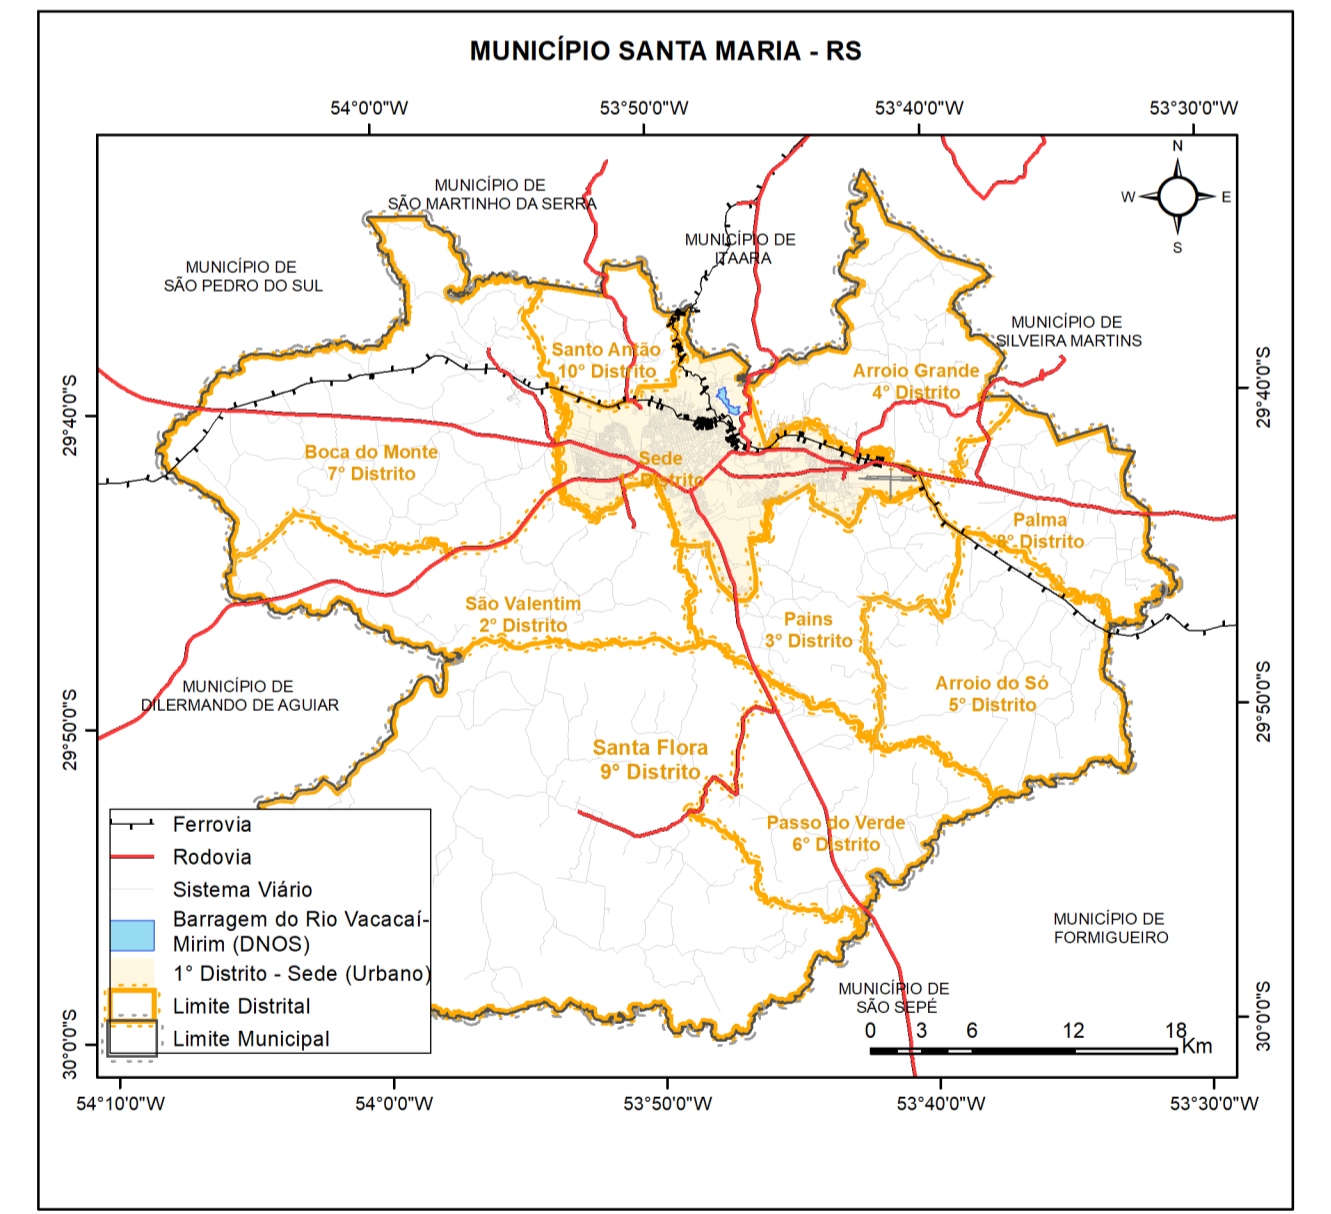 MUNICÍPIO SANTA MARIA - RS
54°0'0"W
53°50'0"W
53°40'0"W
53°30'0"W
N
W
E
S
MUNICÍPIO DE
SÃO MARTINHO DA SERRA
MUNICÍPIO DE
ITAARA
MUNICÍPIO DE
SÃO PEDRO DO SUL
MUNICÍPIO DE
SILVEIRA MARTINS
Santo Antão
10° Distrito
Arroio Grande
4° Distrito
29°40'0"S
29°40'0"S
Boca do Monte
7° Distrito
Sede
Distrito
Palma
8° Distrito
São Valentim
2° Distrito
Pains
3° Distrito
MUNICÍPIO DE
DILERMANDO DE AGUIAR
Arroio do Só
5° Distrito
29°50'0"S
29°50'0"S
Santa Flora
9° Distrito
Passo do Verde
6° Distrito
Ferrovia
Rodovia
Sistema Viário
Barragem do Rio Vacacaí-
Mirim (DNOS)
1° Distrito - Sede (Urbano)
Limite Distrital
Limite Municipal
MUNICÍPIO DE
FORMIGUEIRO
MUNICÍPIO DE
SÃO SEPÉ
0 3 6 12 18
Km
30°0'0"S
30°0'0"S
54°10'0"W
54°0'0"W
53°50'0"W
53°40'0"W
53°30'0"W